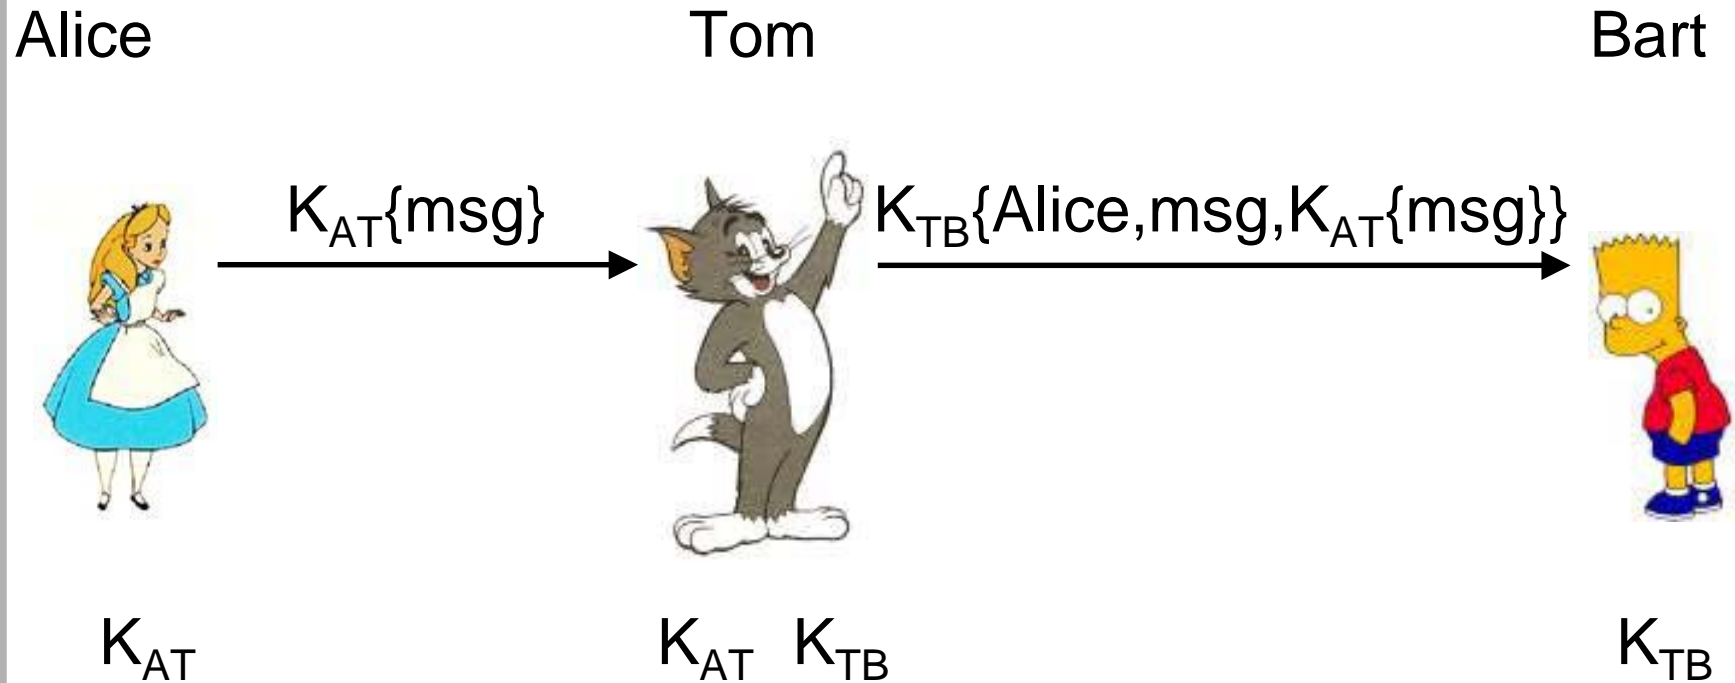 Alice Tom Bart
K_AT{msg} K_TB{Alice,msg,K_AT{msg}}
K_AT K_AT K_TB K_TB